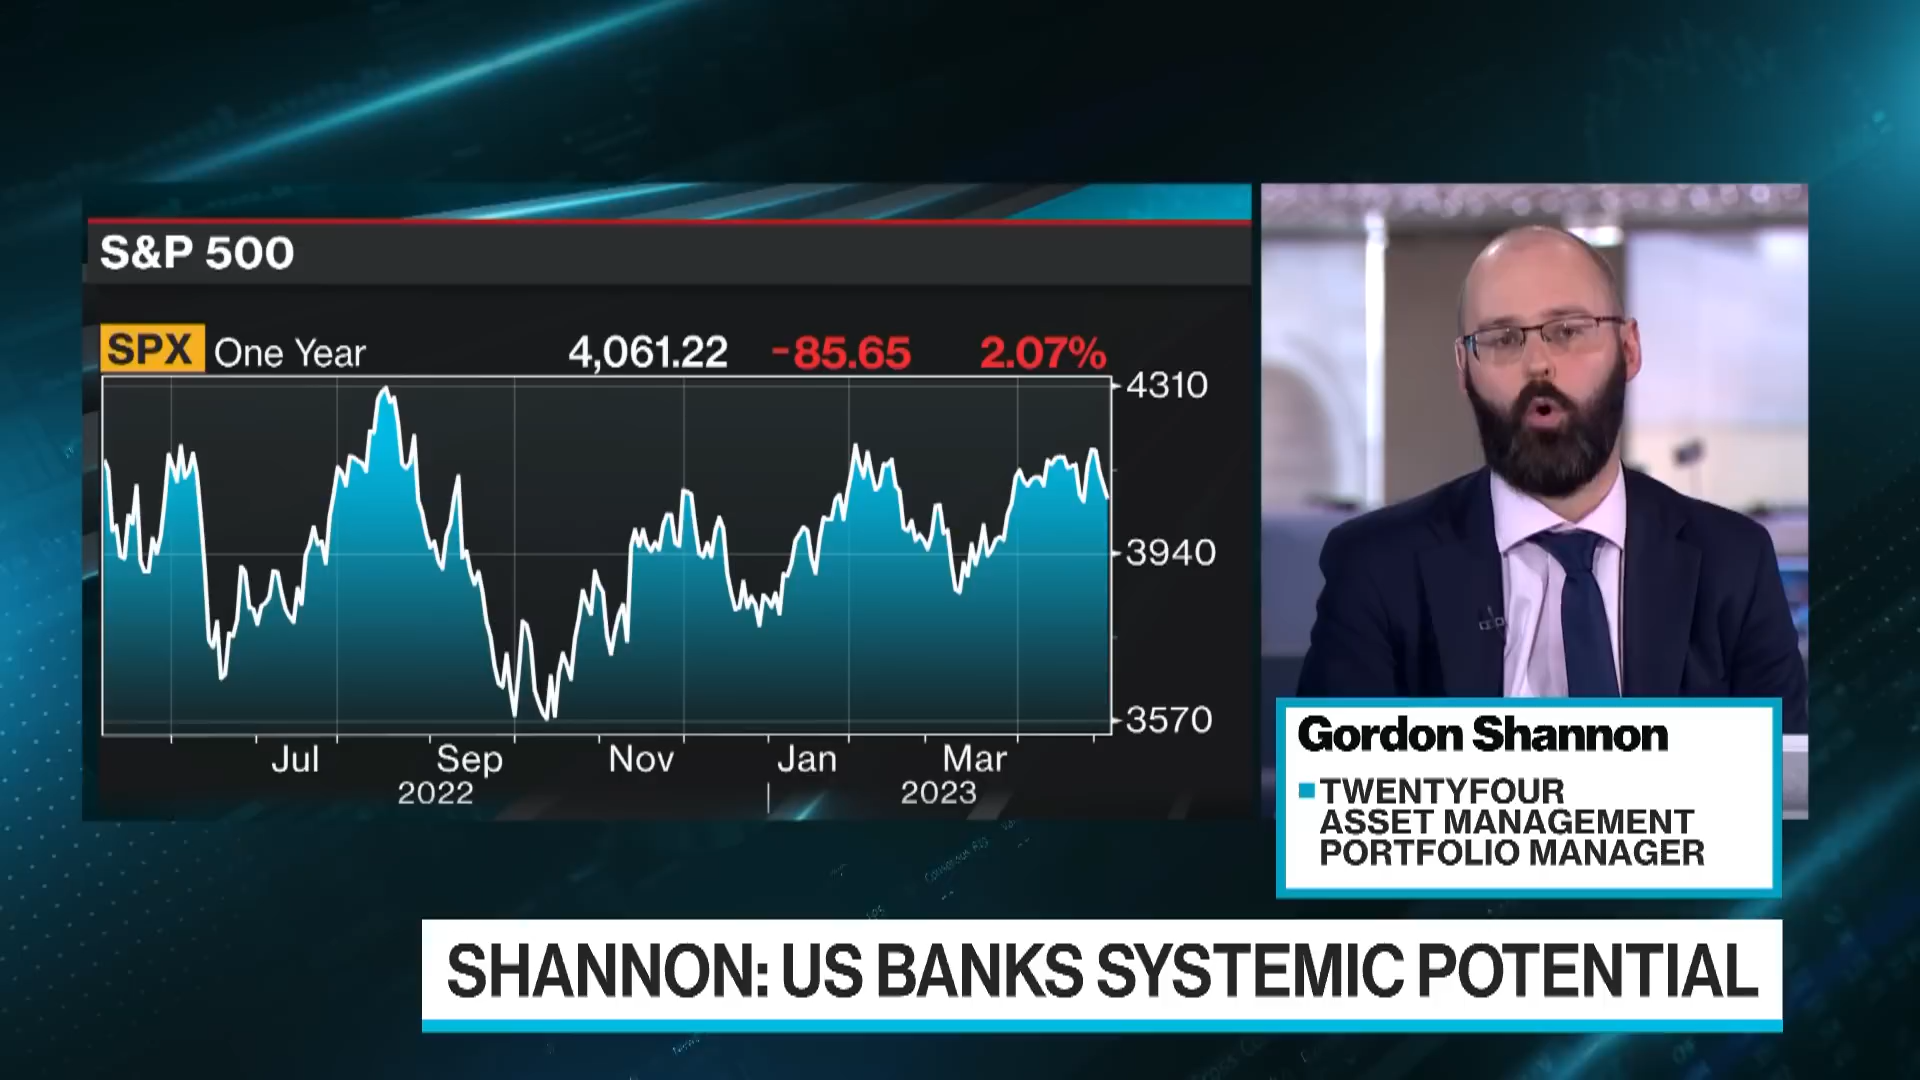 S&P 500
SPX One Year 4,061.22 -85.65 2.07%
4310
3940
3570
Jul Sep Nov Jan Mar
2022 2023
Gordon Shannon
TWENTYFOUR
ASSET MANAGEMENT
PORTFOLIO MANAGER
SHANNON: US BANKS SYSTEMIC POTENTIAL